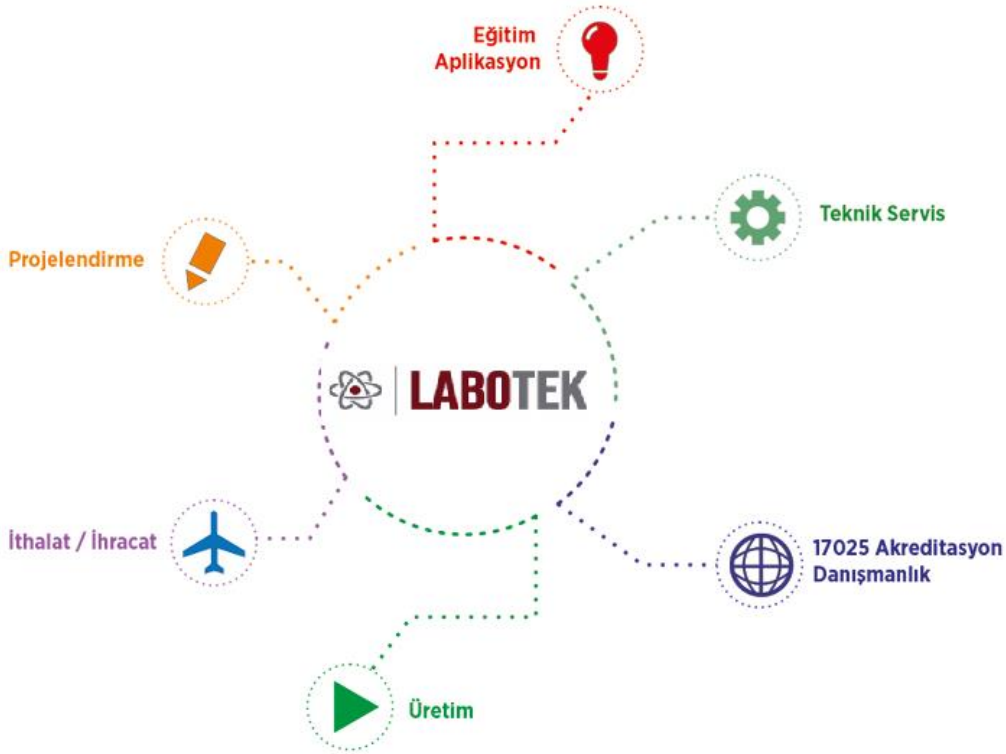 Eğitim
Aplikasyon
Teknik Servis
Projelendirme
LABOTEK
İthalat / İhracat
17025 Akreditasyon
Danışmanlık
Üretim